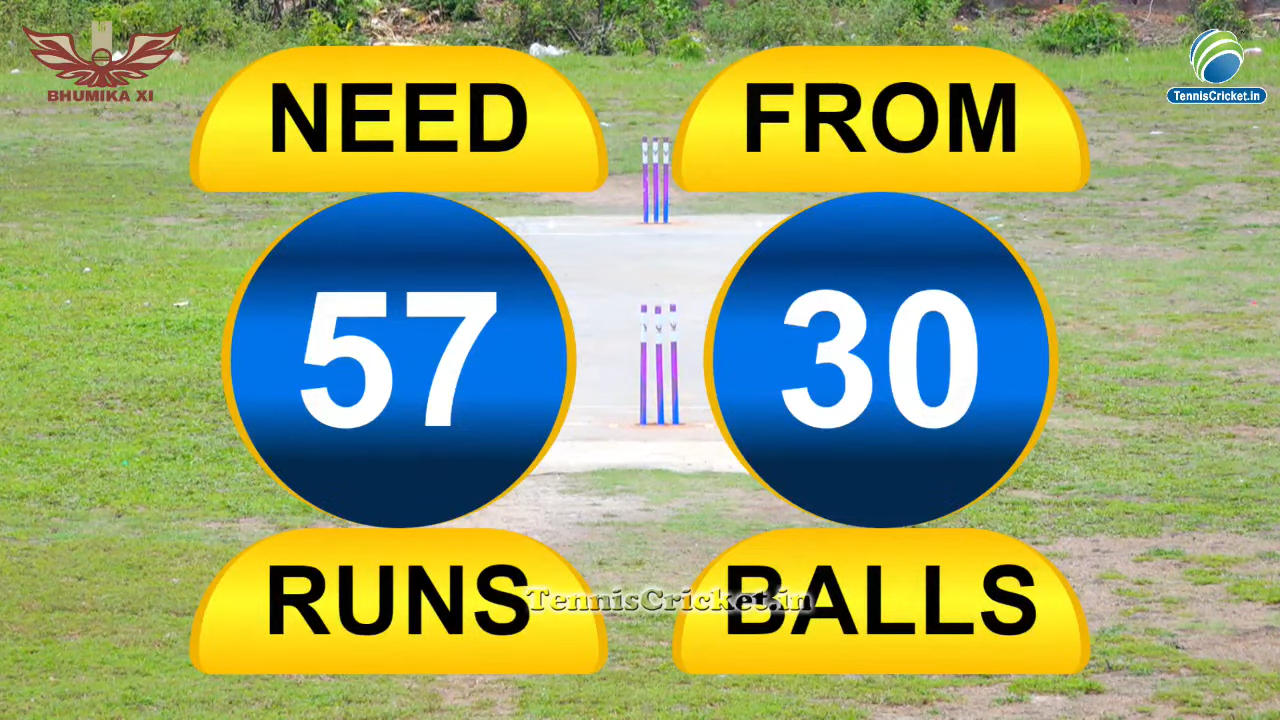 BHUMIKA XI
TennisCricket.in
NEED
57
RUNS
FROM
30
BALLS
TennisCricket.in